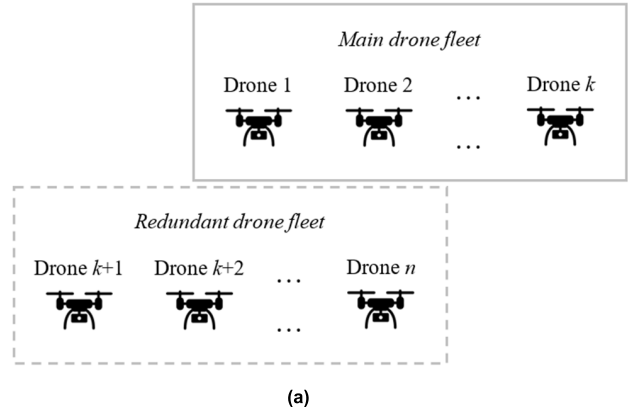 Main drone fleet
Drone 1 Drone 2 ... Drone k
...
Redundant drone fleet
Drone k+1 Drone k+2 ... Drone n
...
(a)